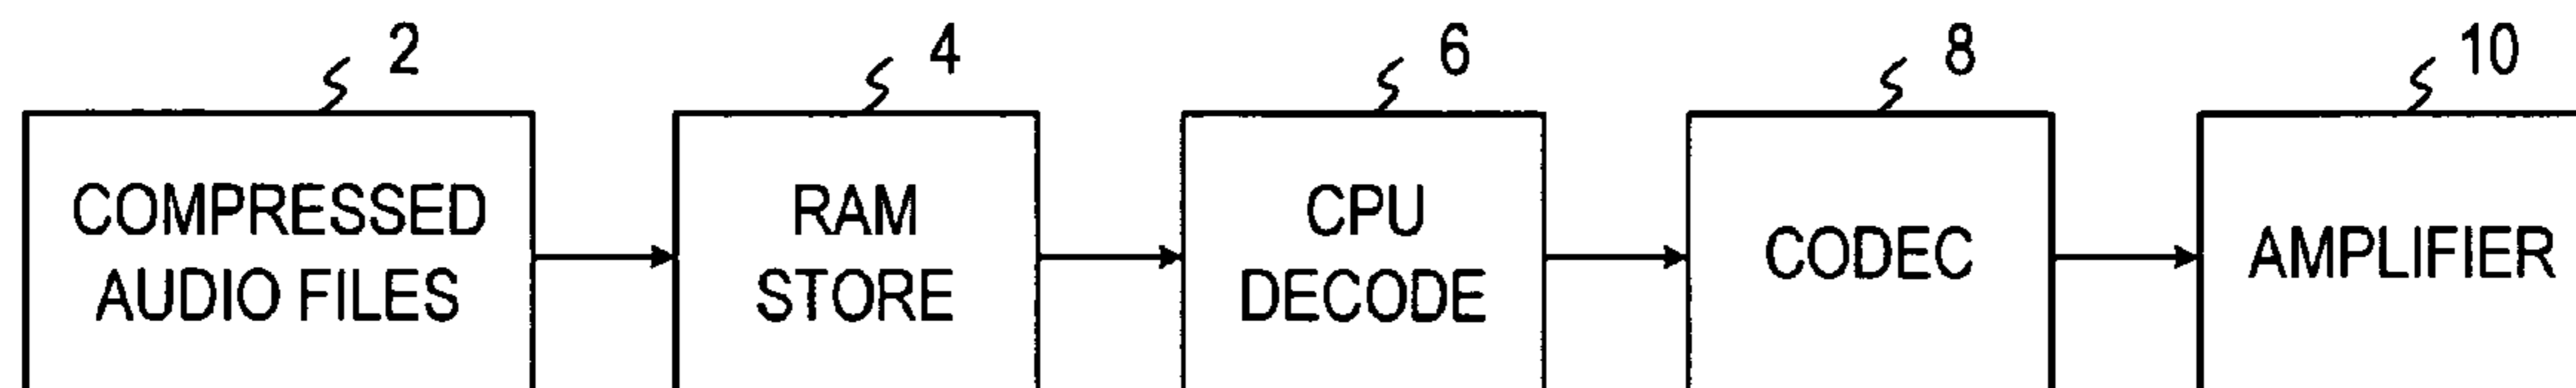 2
4
6
8
10
COMPRESSED
AUDIO FILES
RAM
STORE
CPU
DECODE
CODEC
AMPLIFIER